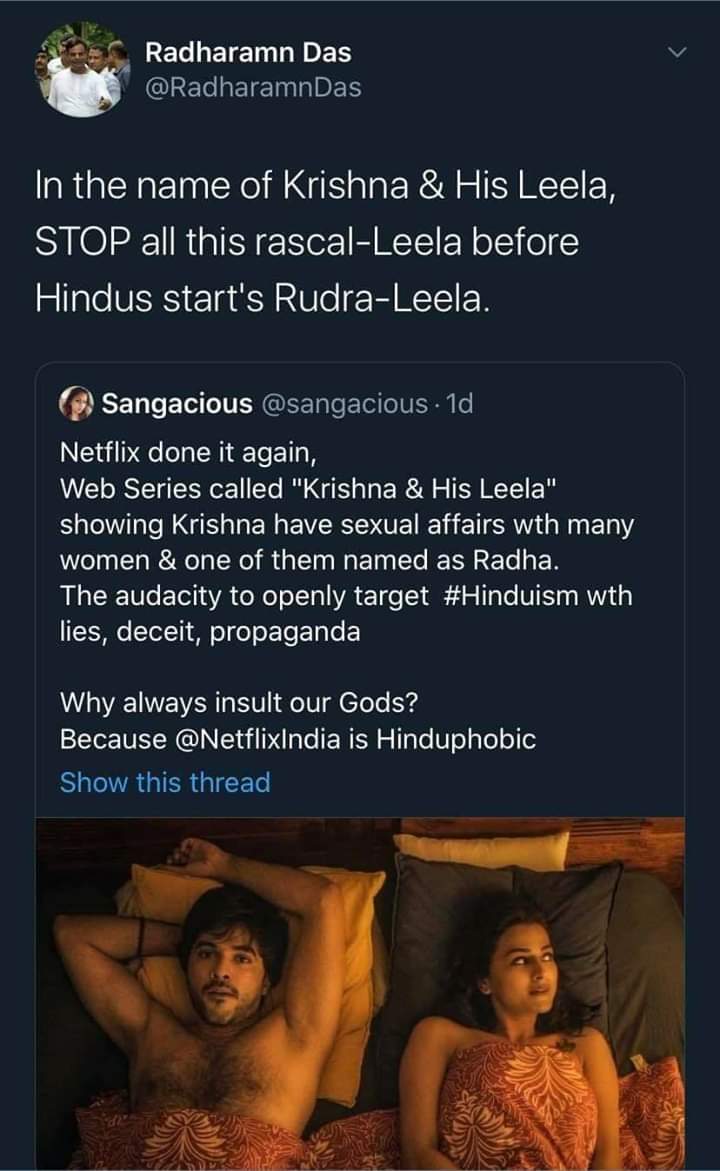 Radharamn Das
@RadharamnDas
In the name of Krishna & His Leela,
STOP all this rascal-Leela before
Hindus start's Rudra-Leela.
Sangacious @sangacious · 1d
Netflix done it again,
Web Series called "Krishna & His Leela"
showing Krishna have sexual affairs wth many
women & one of them named as Radha.
The audacity to openly target #Hinduism wth
lies, deceit, propaganda
Why always insult our Gods?
Because @NetflixIndia is Hinduphobic
Show this thread